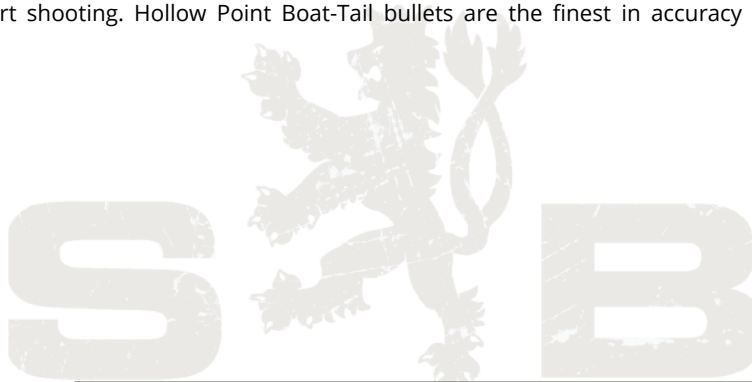 rt shooting. Hollow Point Boat-Tail bullets are the finest in accuracy
S B